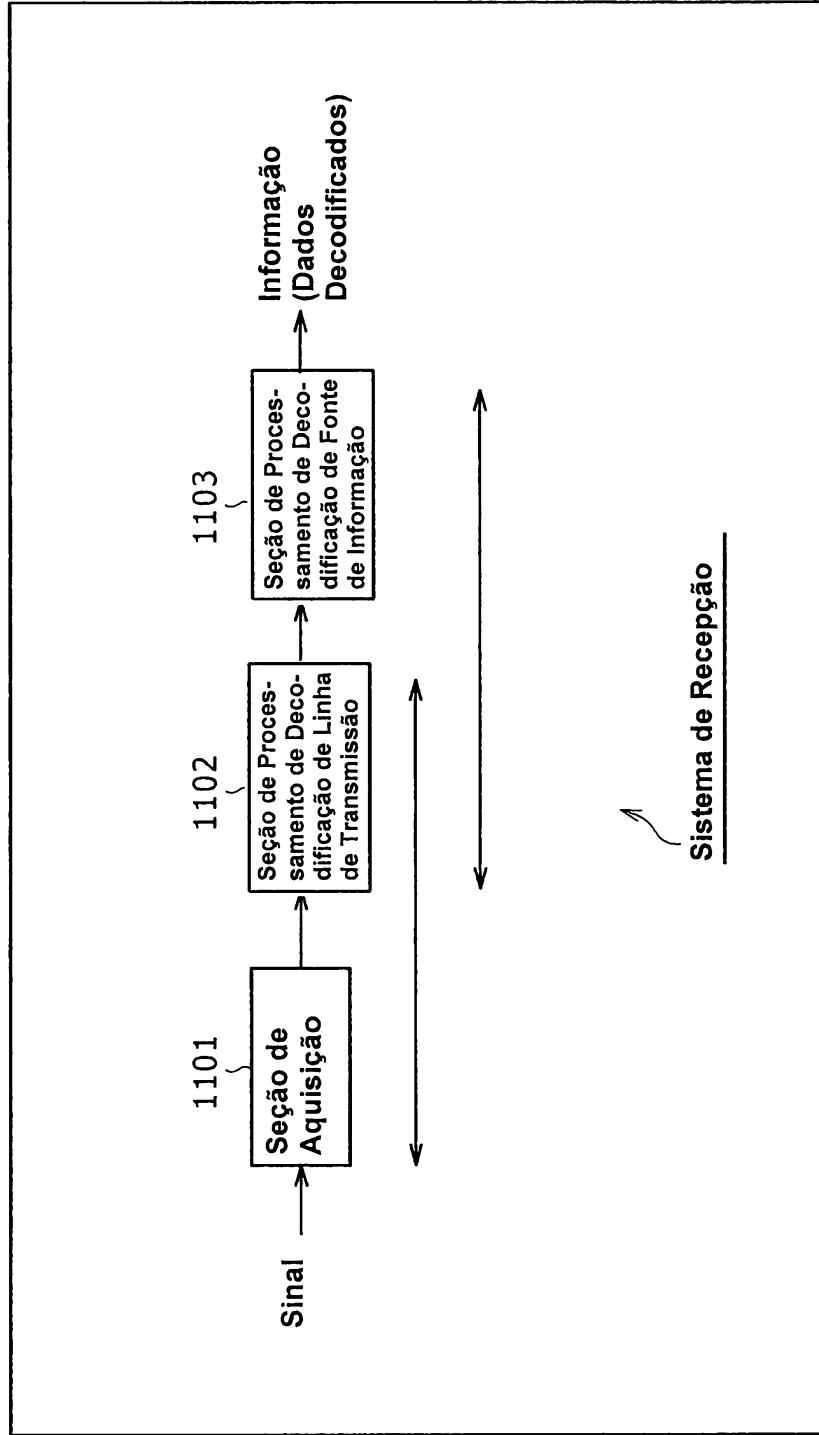 Sinal
1101
Seção de
Aquisição
1102
Seção de Proces-
samento de Deco-
dificação de Linha
de Transmissão
1103
Seção de Proces-
samento de Deco-
dificação de Fonte
de Informação
Informação
(Dados
Decodificados)
Sistema de Recepção